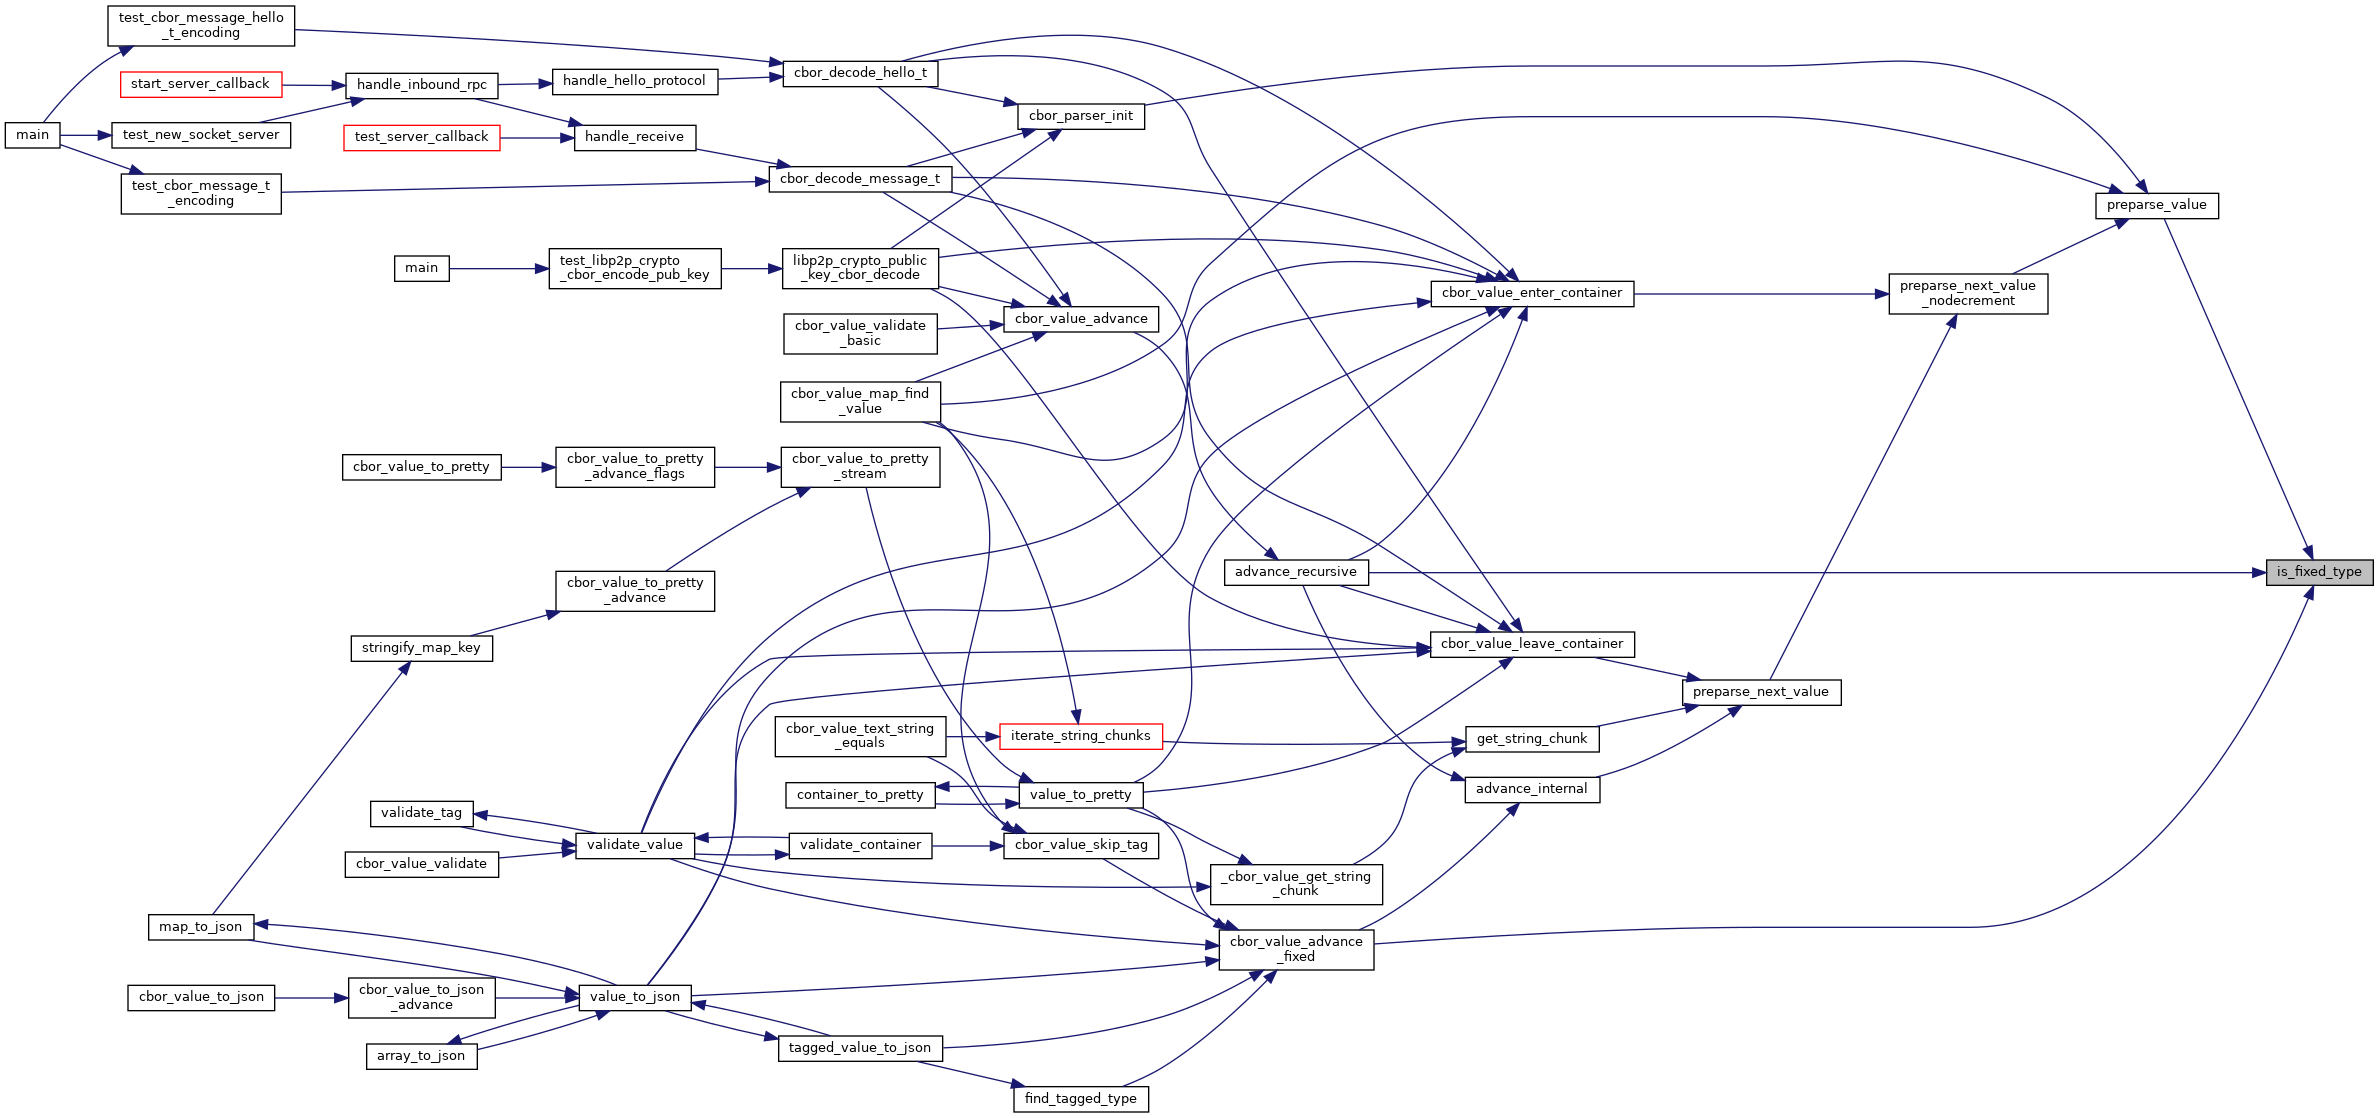 test_cbor_message_hello
_t_encoding
start_server_callback
handle_inbound_rpc
handle_hello_protocol
cbor_decode_hello_t
cbor_parser_init
main
test_new_socket_server
test_server_callback
handle_receive
test_cbor_message_t
_encoding
cbor_decode_message_t
preparse_value
main
test_libp2p_crypto
_cbor_encode_pub_key
libp2p_crypto_public
_key_cbor_decode
cbor_value_enter_container
preparse_next_value
_nodecrement
cbor_value_validate
_basic
cbor_value_advance
cbor_value_map_find
_value
cbor_value_to_pretty
cbor_value_to_pretty
_advance_flags
cbor_value_to_pretty
_stream
advance_recursive
is_fixed_type
cbor_value_to_pretty
_advance
stringify_map_key
cbor_value_leave_container
preparse_next_value
cbor_value_text_string
_equals
iterate_string_chunks
get_string_chunk
container_to_pretty
value_to_pretty
advance_internal
validate_tag
validate_value
validate_container
cbor_value_skip_tag
cbor_value_validate
_cbor_value_get_string
_chunk
map_to_json
cbor_value_advance
_fixed
cbor_value_to_json
cbor_value_to_json
_advance
value_to_json
array_to_json
tagged_value_to_json
find_tagged_type